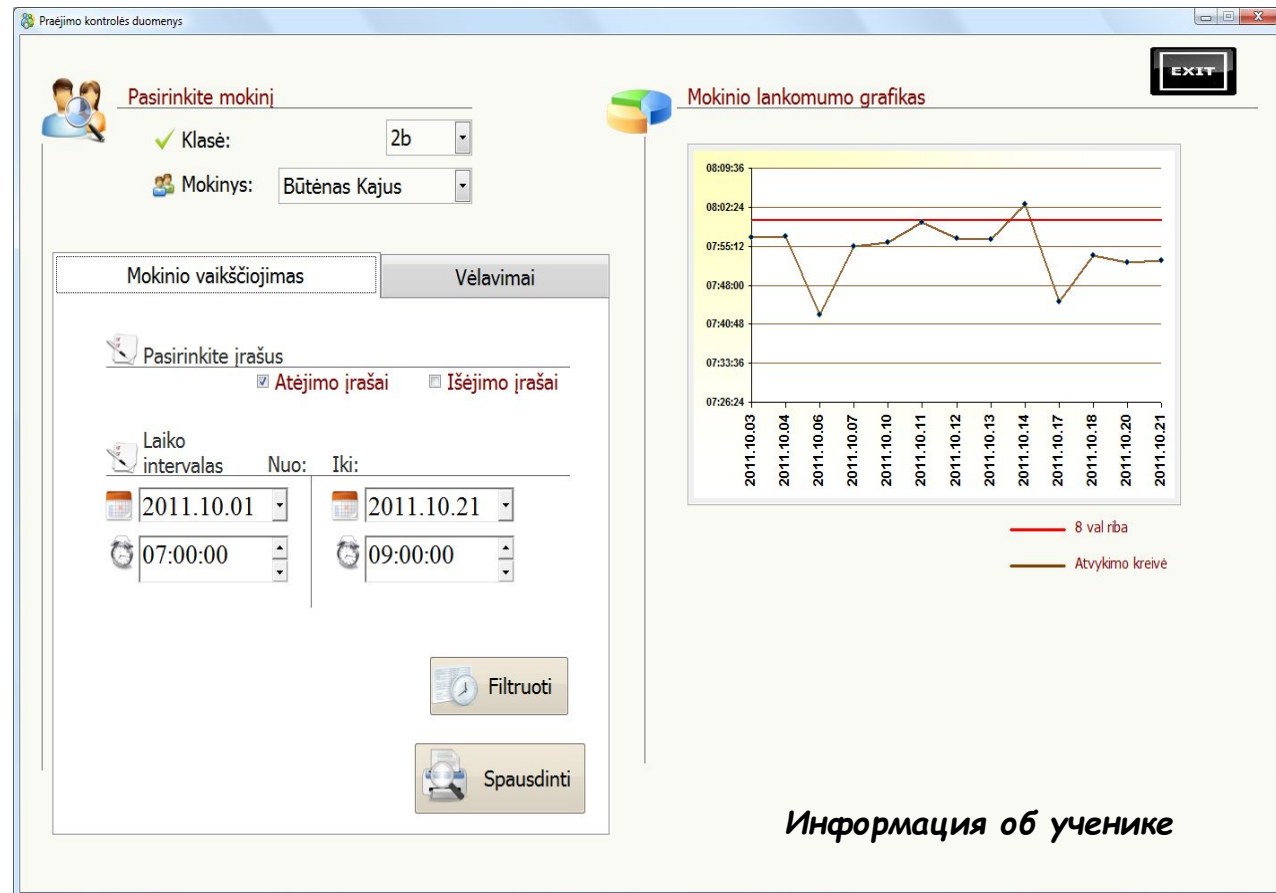 Praėjimo kontrolės duomenys
EXIT
Pasirinkite mokinį
Klasė:
2b
Mokinys:
Būtėnas Kajus
Mokinio vaikščiojimas
Vėlavimai
Pasirinkite įrašus
Atėjimo įrašai
Išėjimo įrašai
Laiko
intervalas
Nuo:
Iki:
2011.10.01
2011.10.21
07:00:00
09:00:00
Filtruoti
Spausdinti
Mokinio lankomumo grafikas
08:09:36
08:02:24
07:55:12
07:48:00
07:40:48
07:33:36
07:26:24
2011.10.03
2011.10.04
2011.10.06
2011.10.07
2011.10.10
2011.10.11
2011.10.12
2011.10.13
2011.10.14
2011.10.17
2011.10.18
2011.10.20
2011.10.21
8 val riba
Atvykimo kreivė
Информация об ученике